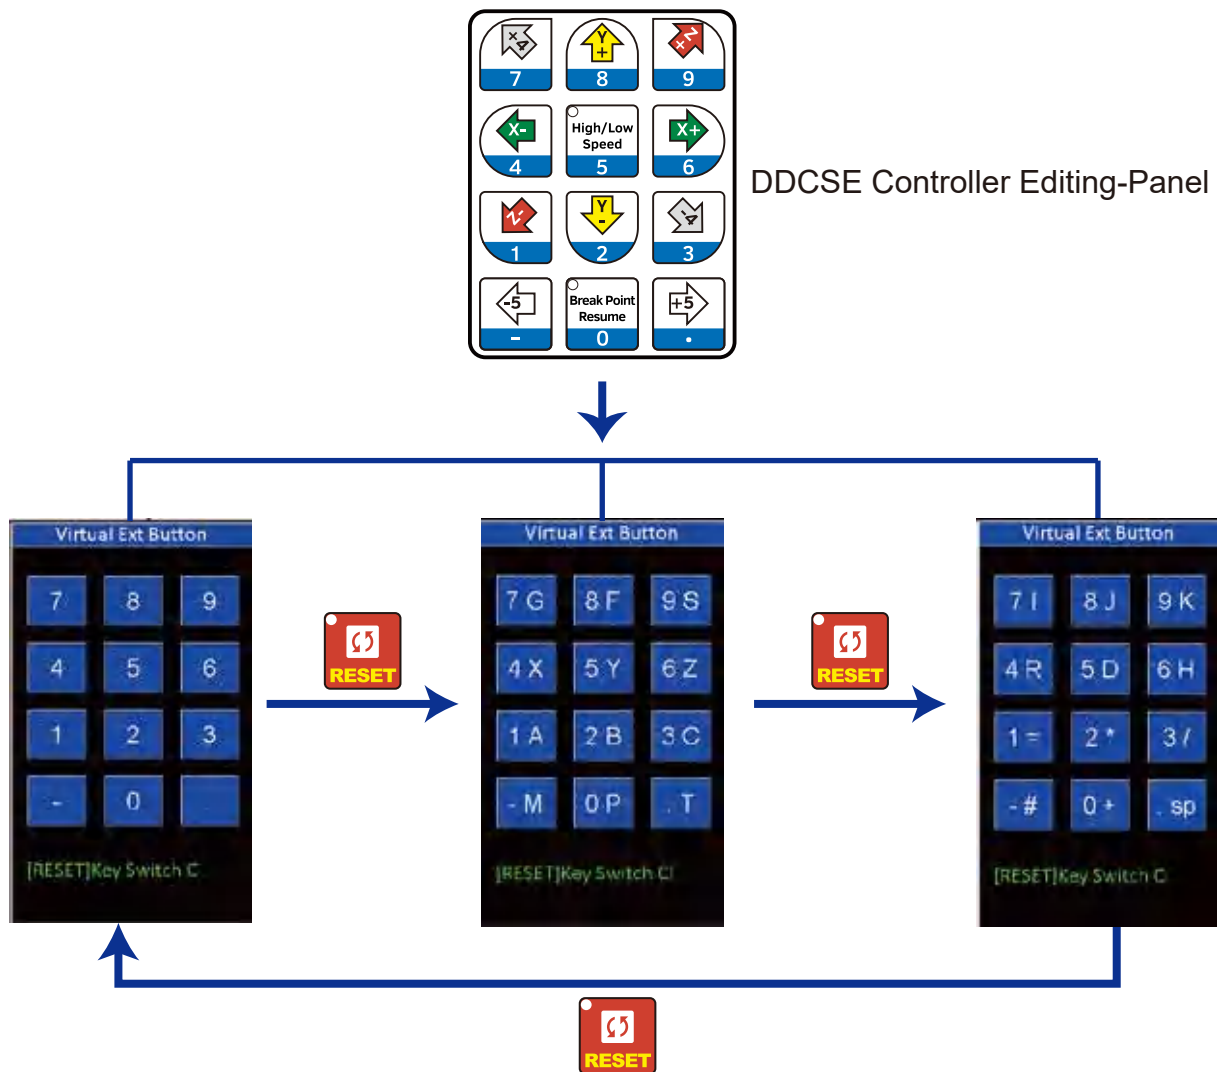 +4 Y+ Z+
7 8 9
X- High/Low Speed X+
4 5 6
Z- Y- -4
1 2 3
-5 Break Point Resume +5
- 0 .
DDCSE Controller Editing-Panel
Virtual Ext Button
7 8 9
4 5 6
1 2 3
- 0
[RESET]Key Switch C
RESET
Virtual Ext Button
7 G 8 F 9 S
4 X 5 Y 6 Z
1 A 2 B 3 C
- M 0 P . T
[RESET]Key Switch C
RESET
Virtual Ext Button
7 I 8 J 9 K
4 R 5 D 6 H
1 = 2 * 3 /
- # 0 + . sp
[RESET]Key Switch C
RESET